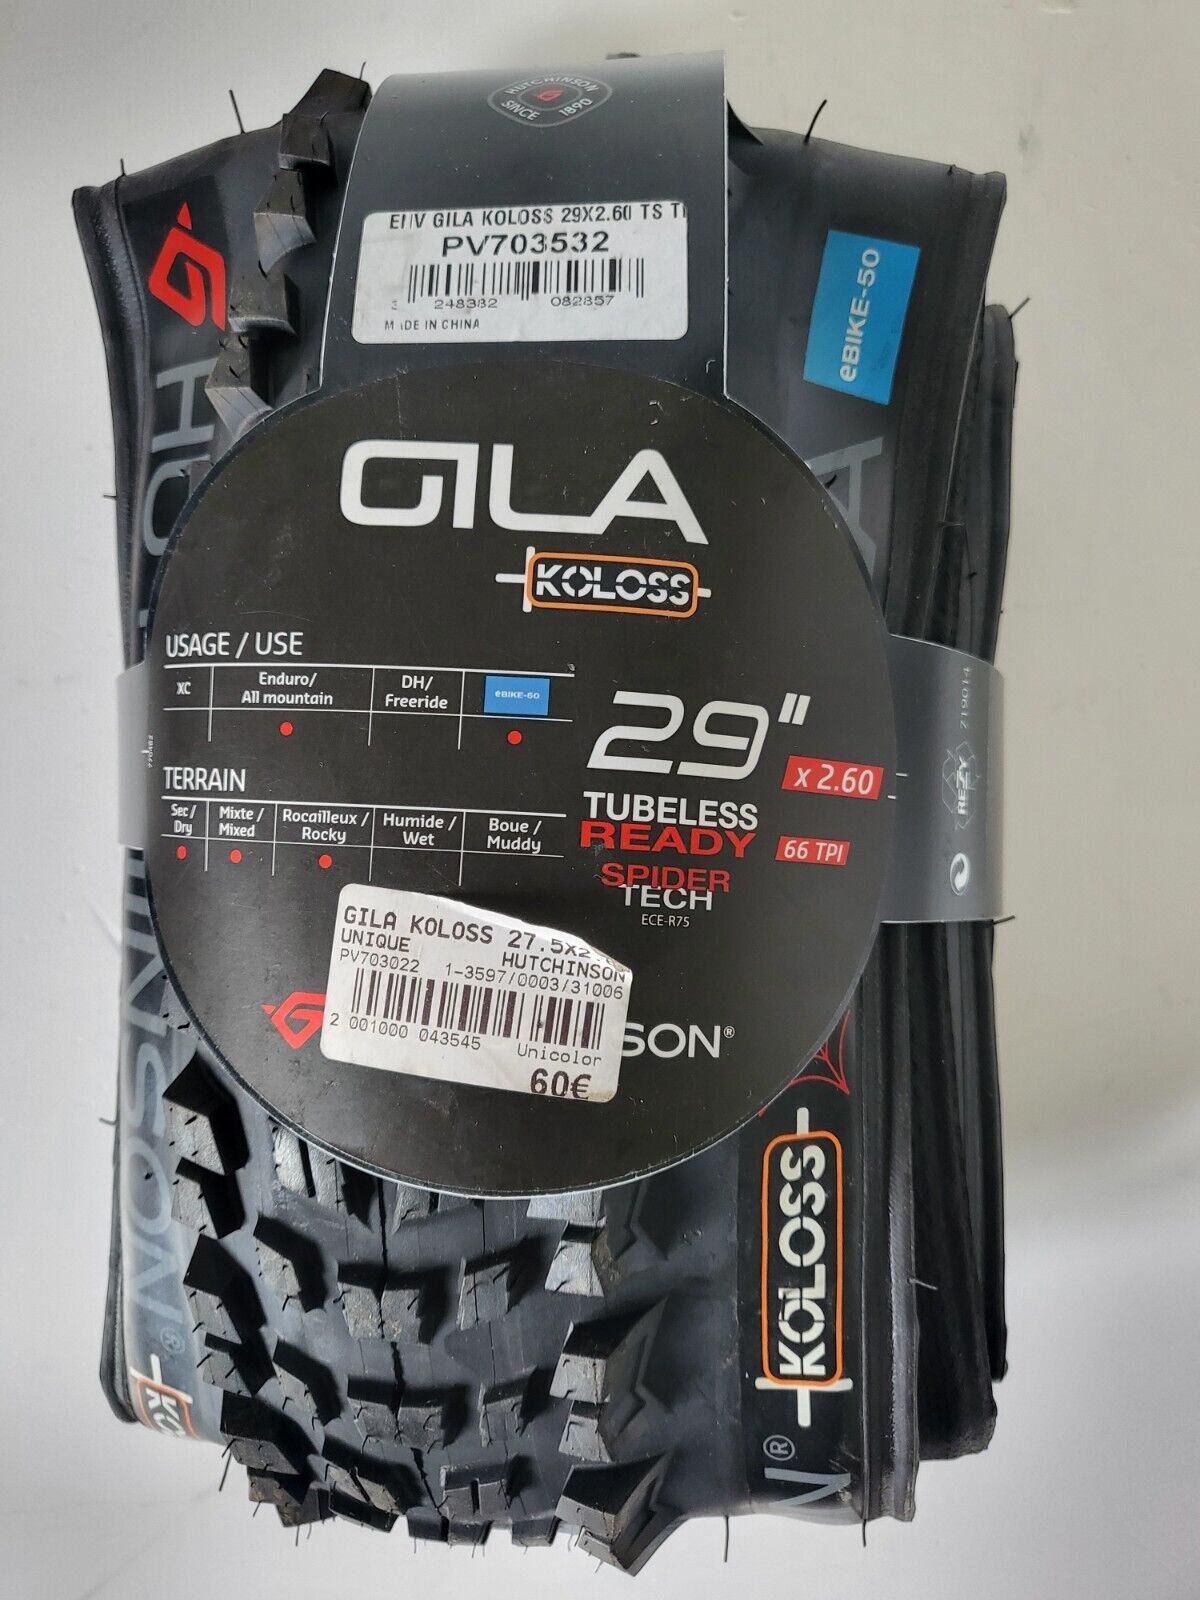 HUTCHINSON
SINCE 1890
GILA KOLOSS 29X2.60 TS
PV703532
3 248382 082857
MADE IN CHINA
eBIKE-50
GILA
KOLOSS
USAGE / USE
XC
Enduro/
All mountain
DH/
Freeride
eBIKE-50
TERRAIN
Sec /
Dry
Mixte /
Mixed
Rocailleux /
Rocky
Humide /
Wet
Boue /
Muddy
29"
x 2.60
TUBELESS
READY
66 TPI
SPIDER
TECH
ECE-R75
REZY
719014
GILA KOLOSS 27.5X2
UNIQUE HUTCHINSON
PV703022 1-3597/0003/31006
2 001000 043545
Unicolor
60€
SON®
KOLOSS